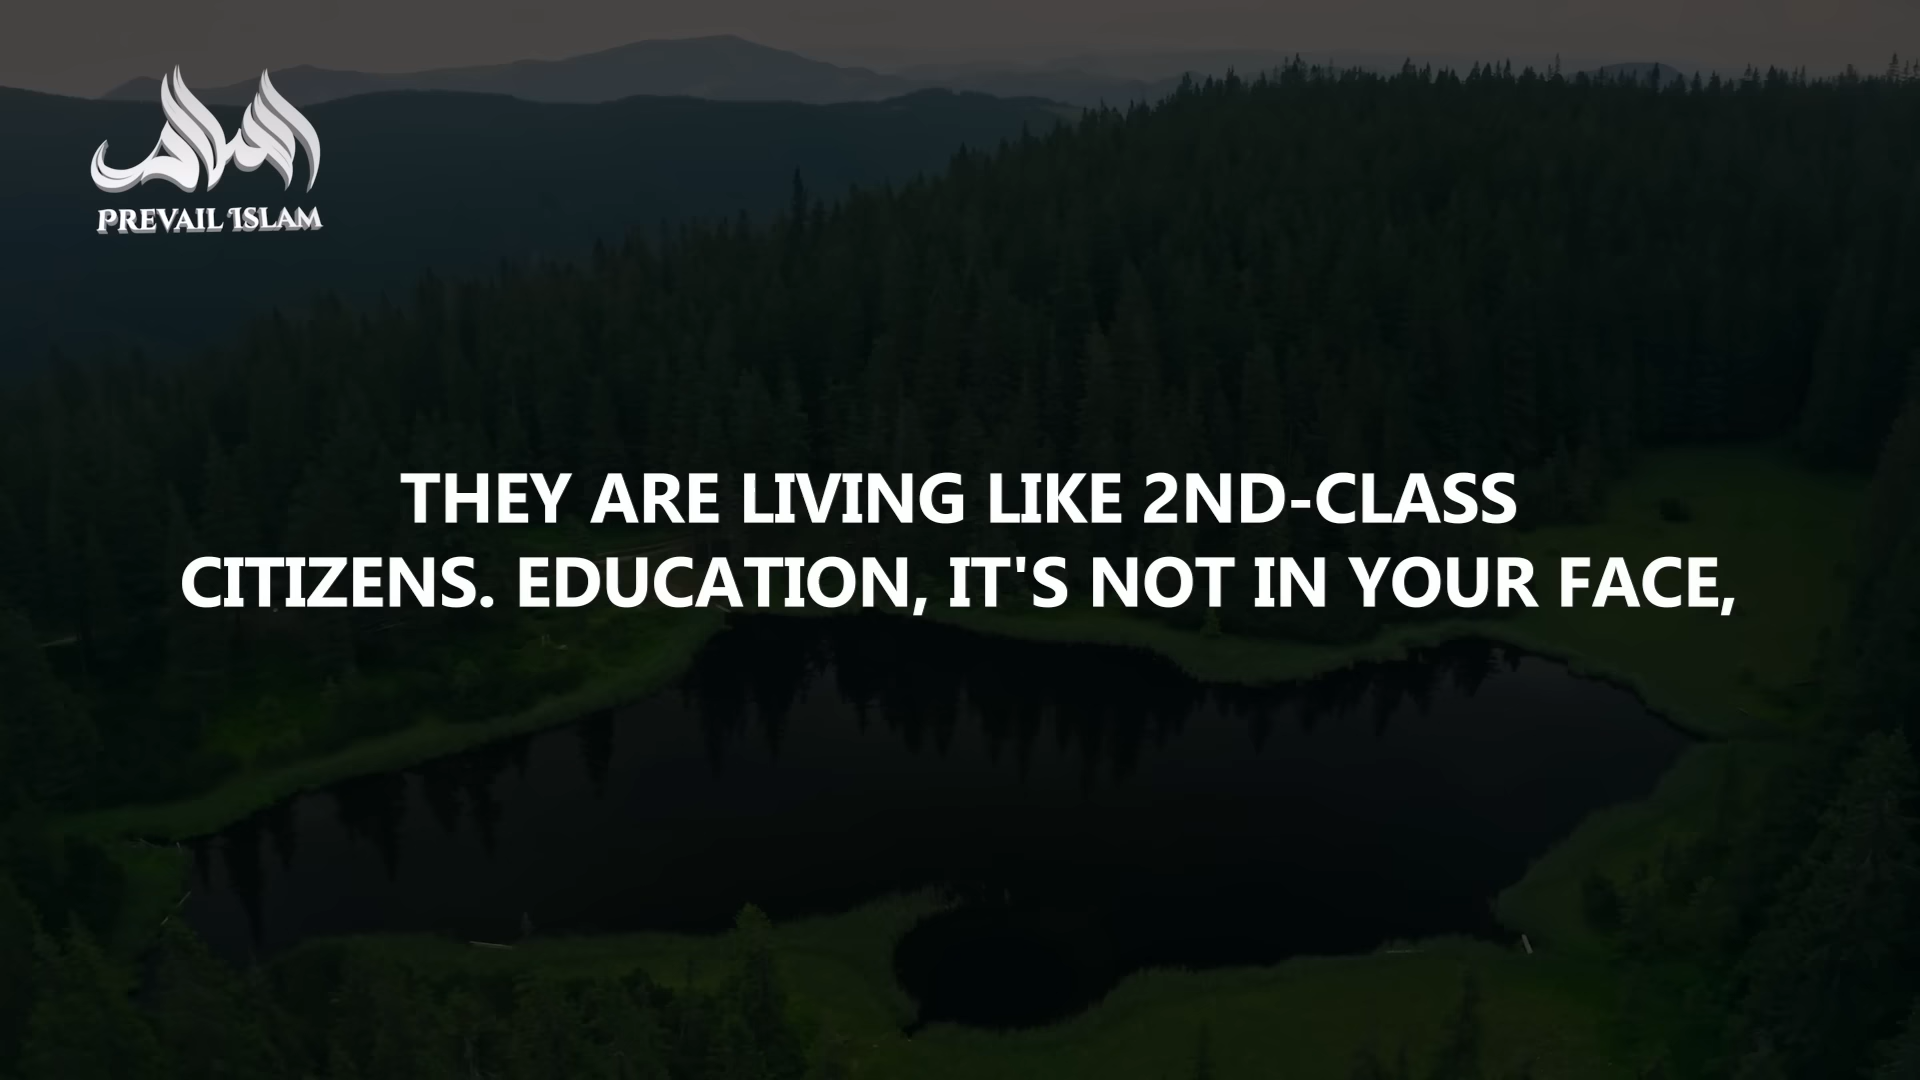 PREVAIL ISLAM
THEY ARE LIVING LIKE 2ND-CLASS
CITIZENS. EDUCATION, IT'S NOT IN YOUR FACE,